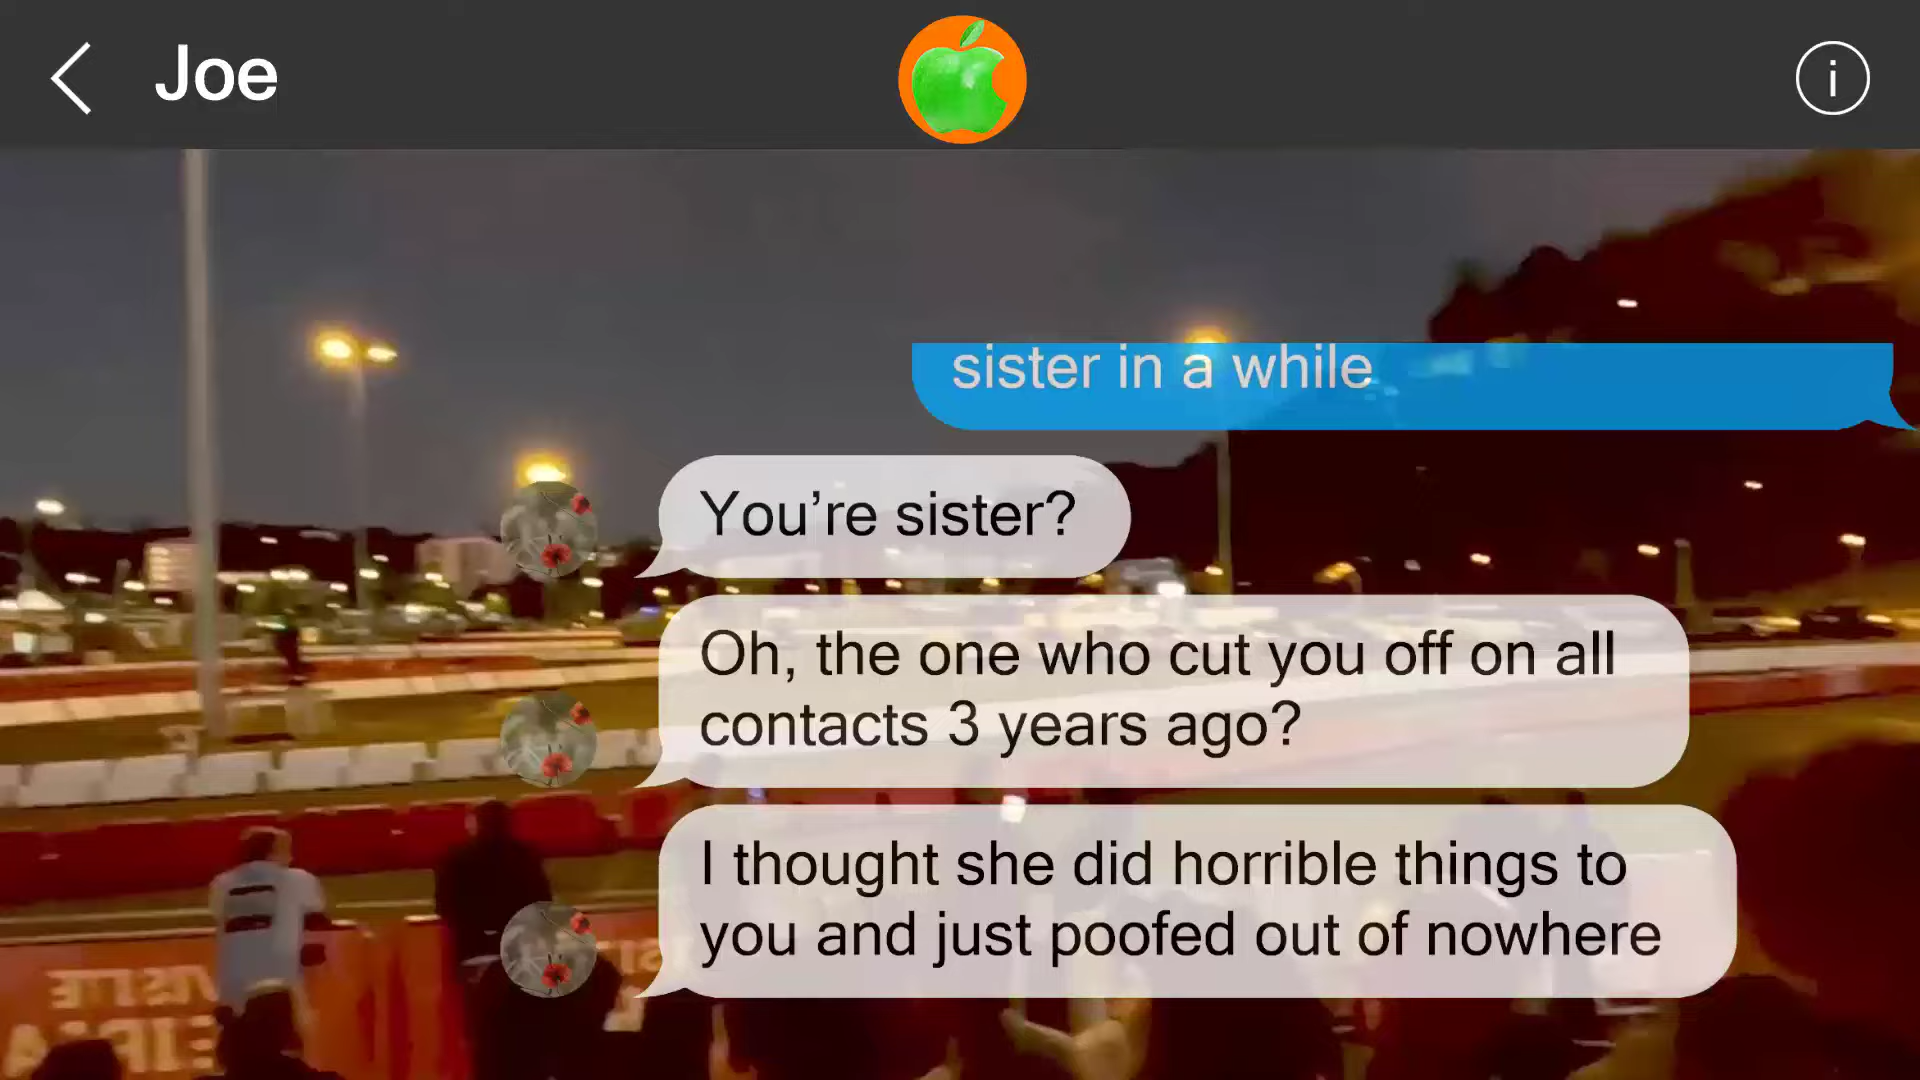 Joe
sister in a while
You’re sister?
Oh, the one who cut you off on all
contacts 3 years ago?
I thought she did horrible things to
you and just poofed out of nowhere